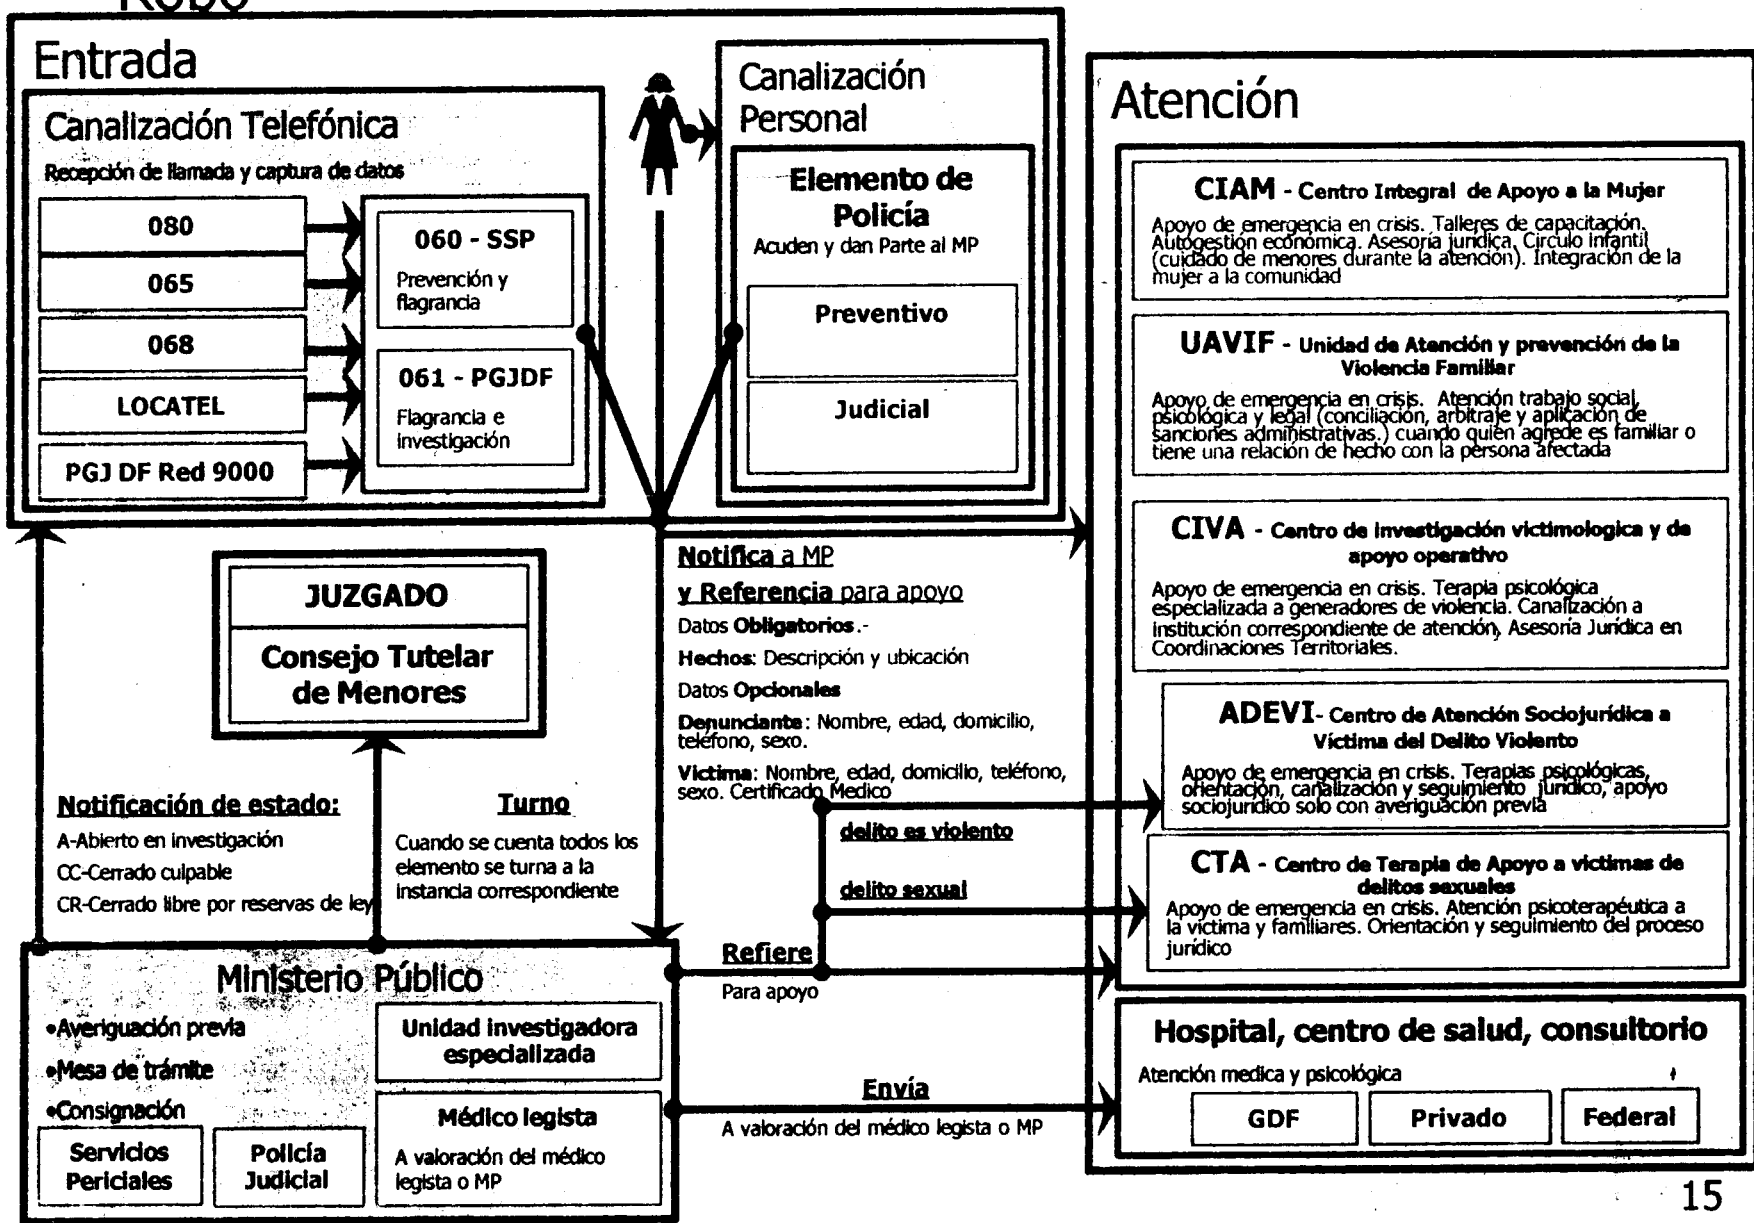 Robo
Entrada
Canalización Telefónica
Recepción de llamada y captura de datos
080
065
068
LOCATEL
PGJ DF Red 9000
060 - SSP
Prevención y
flagrancia
061 - PGJDF
Flagrancia e
investigación
Canalización
Personal
Elemento de
Policía
Acuden y dan Parte al MP
Preventivo
Judicial
Atención
CIAM - Centro Integral de Apoyo a la Mujer
Apoyo de emergencia en crisis. Talleres de capacitación.
Autogestión económica. Asesoría jurídica, Circulo infantil
(cuidado de menores durante la atención). Integración de la
mujer a la comunidad
UAVIF - Unidad de Atención y prevención de la
Violencia Familiar
Apoyo de emergencia en crisis. Atención trabajo social,
psicológica y legal (conciliación, arbitraje y aplicación de
sanciones administrativas.) cuando quién agrede es familiar o
tiene una relación de hecho con la persona afectada
CIVA - Centro de investigación victimologica y de
apoyo operativo
Apoyo de emergencia en crisis. Terapia psicológica
especializada a generadores de violencia. Canalización a
institución correspondiente de atención, Asesoría Jurídica en
Coordinaciones Territoriales.
ADEVI- Centro de Atención Sociojurídica a
Víctima del Delito Violento
Apoyo de emergencia en crisis. Terapias psicológicas,
orientación, canalización y seguimiento jurídico, apoyo
sociojurídico solo con averiguación previa
CTA - Centro de Terapia de Apoyo a victimas de
delitos sexuales
Apoyo de emergencia en crisis. Atención psicoterapéutica a
la víctima y familiares. Orientación y seguimiento del proceso
jurídico
Hospital, centro de salud, consultorio
Atención medica y psicológica
GDF
Privado
Federal
JUZGADO
Consejo Tutelar
de Menores
Notifica a MP
y Referencia para apoyo
Datos Obligatorios.-
Hechos: Descripción y ubicación
Datos Opcionales
Denunciante: Nombre, edad, domicilio,
teléfono, sexo.
Victima: Nombre, edad, domicilio, teléfono,
sexo. Certificado Medico
delito es violento
delito sexual
Notificación de estado:
A-Abierto en investigación
CC-Cerrado culpable
CR-Cerrado libre por reservas de ley
Turno
Cuando se cuenta todos los
elemento se turna a la
instancia correspondiente
Refiere
Para apoyo
Envía
A valoración del médico legista o MP
Ministerio Público
•Averiguación previa
•Mesa de trámite
•Consignación
Servicios
Periciales
Policía
Judicial
Unidad investigadora
especializada
Médico legista
A valoración del médico
legista o MP
15